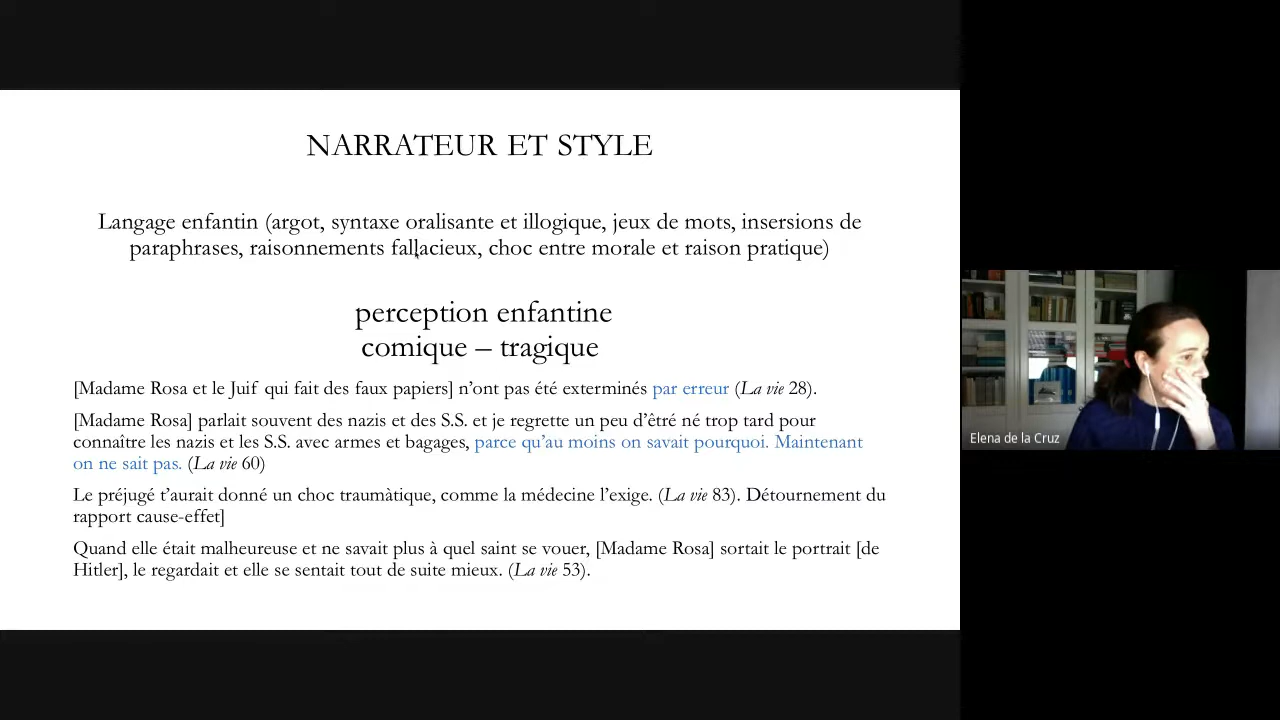 NARRATEUR ET STYLE
Langage enfantin (argot, syntaxe oralisante et illogique, jeux de mots, insersions de
paraphrases, raisonnements fallacieux, choc entre morale et raison pratique)
perception enfantine
comique – tragique
[Madame Rosa et le Juif qui fait des faux papiers] n’ont pas été exterminés par erreur (La vie 28).
[Madame Rosa] parlait souvent des nazis et des S.S. et je regrette un peu d’êtré né trop tard pour
connaître les nazis et les S.S. avec armes et bagages, parce qu’au moins on savait pourquoi. Maintenant
on ne sait pas. (La vie 60)
Le préjugé t’aurait donné un choc traumàtique, comme la médecine l’exige. (La vie 83). Détournement du
rapport cause-effet]
Quand elle était malheureuse et ne savait plus à quel saint se vouer, [Madame Rosa] sortait le portrait [de
Hitler], le regardait et elle se sentait tout de suite mieux. (La vie 53).
Elena de la Cruz